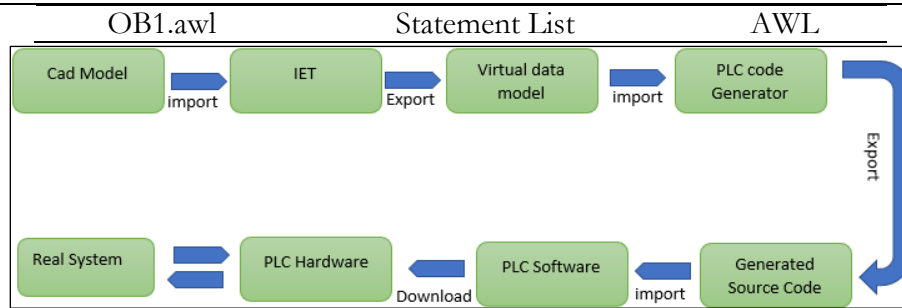 OB1.awl Statement List AWL
Cad Model
import
IET
Export
Virtual data
model
import
PLC code
Generator
Export
Real System
PLC Hardware
Download
PLC Software
import
Generated
Source Code